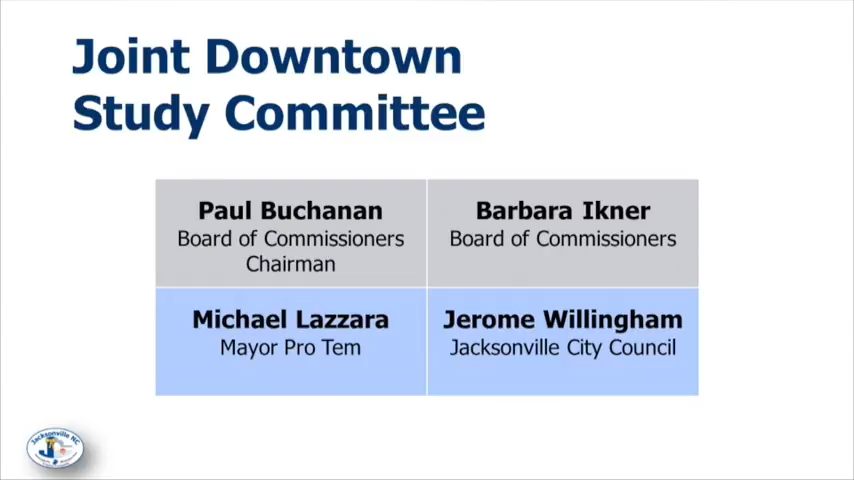 Joint Downtown
Study Committee
Paul Buchanan
Board of Commissioners
Chairman
Barbara Ikner
Board of Commissioners
Michael Lazzara
Mayor Pro Tem
Jerome Willingham
Jacksonville City Council
Jacksonville NC